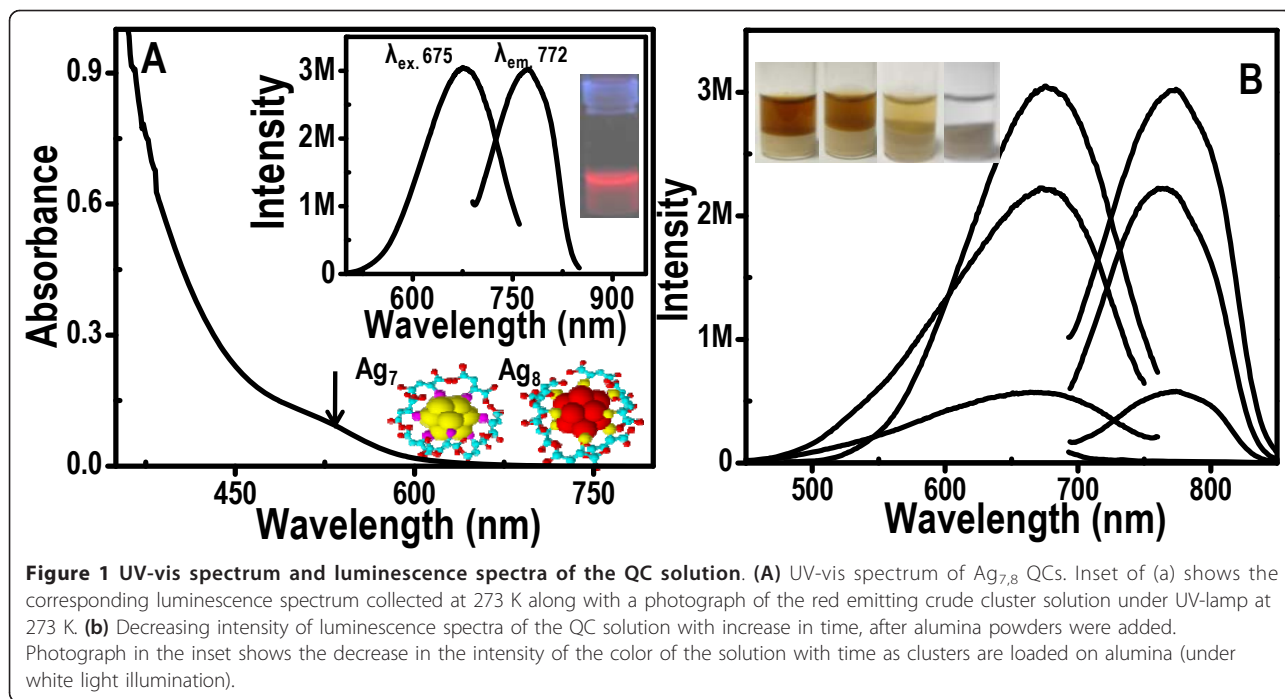 A
0.9
0.6
0.3
0.0
Absorbance
450
600
750
Wavelength (nm)
λex. 675
λem. 772
3M
2M
1M
0
Intensity
600
750
900
Wavelength (nm)
Ag7
Ag8
B
3M
2M
1M
0
Intensity
500
600
700
800
Wavelength (nm)
Figure 1 UV-vis spectrum and luminescence spectra of the QC solution. (A) UV-vis spectrum of Ag7,8 QCs. Inset of (a) shows the
corresponding luminescence spectrum collected at 273 K along with a photograph of the red emitting crude cluster solution under UV-lamp at
273 K. (b) Decreasing intensity of luminescence spectra of the QC solution with increase in time, after alumina powders were added.
Photograph in the inset shows the decrease in the intensity of the color of the solution with time as clusters are loaded on alumina (under
white light illumination).